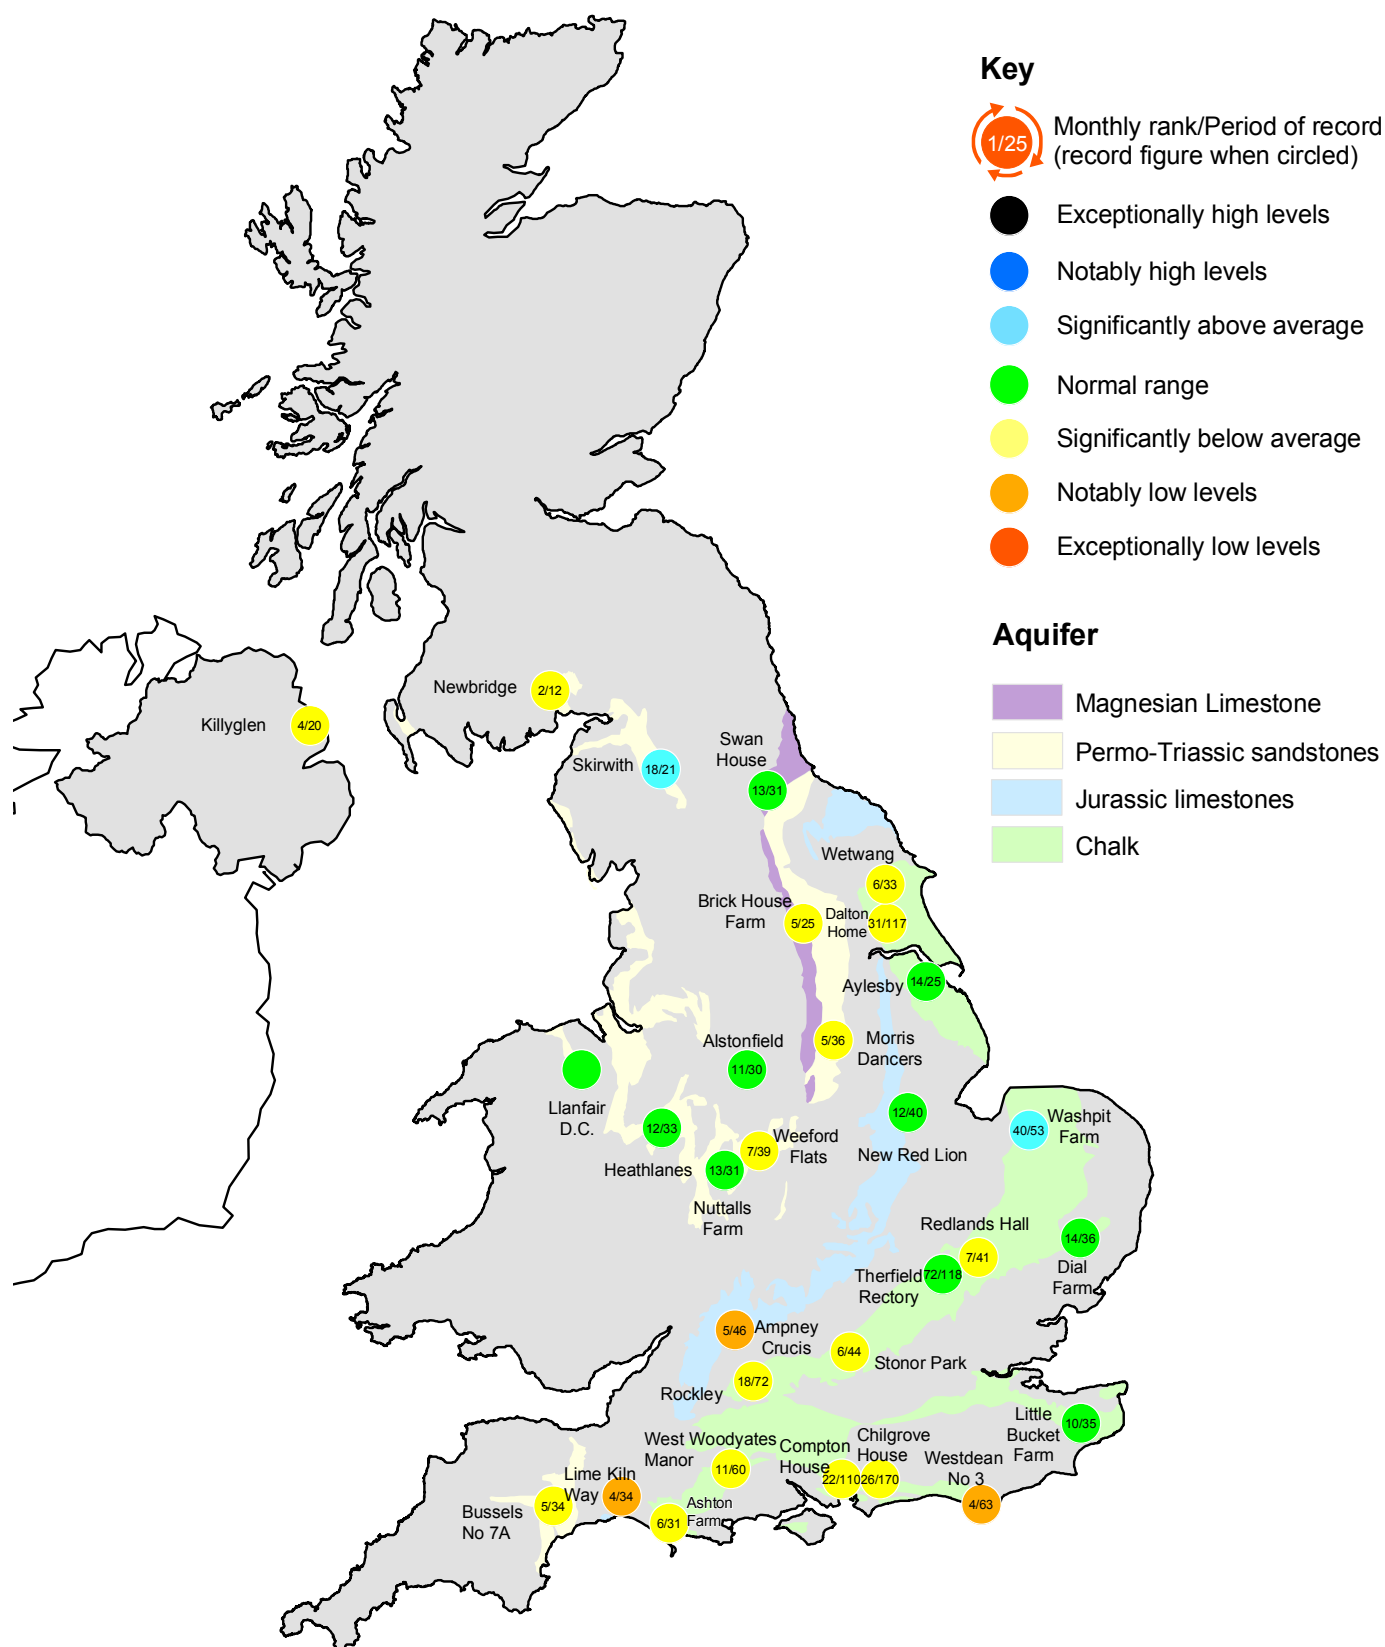 Key
1/25
Monthly rank/Period of record
(record figure when circled)
Exceptionally high levels
Notably high levels
Significantly above average
Normal range
Significantly below average
Notably low levels
Exceptionally low levels
Aquifer
Magnesian Limestone
Permo-Triassic sandstones
Jurassic limestones
Chalk
Newbridge
2/12
Killyglen
4/20
Skirwith
18/21
Swan
House
13/31
Wetwang
6/33
Brick House
Farm
5/25
Dalton
Home
31/117
Aylesby
14/25
Alstonfield
11/30
5/36
Morris
Dancers
Llanfair
D.C.
12/33
Heathlanes
Weeford
Flats
7/39
13/31
Nuttalls
Farm
12/40
New Red Lion
Washpit
Farm
40/53
Redlands Hall
7/41
14/36
Dial
Farm
Therfield
Rectory
72/118
5/46
Ampney
Crucis
6/44
Stonor Park
Rockley
18/72
Little
Bucket
Farm
10/35
West Woodyates
Manor
11/60
Compton
House
22/110
Chilgrove
House
26/170
Westdean
No 3
4/63
Lime Kiln
Way
4/34
Bussels
No 7A
5/34
Ashton
Farm
6/31